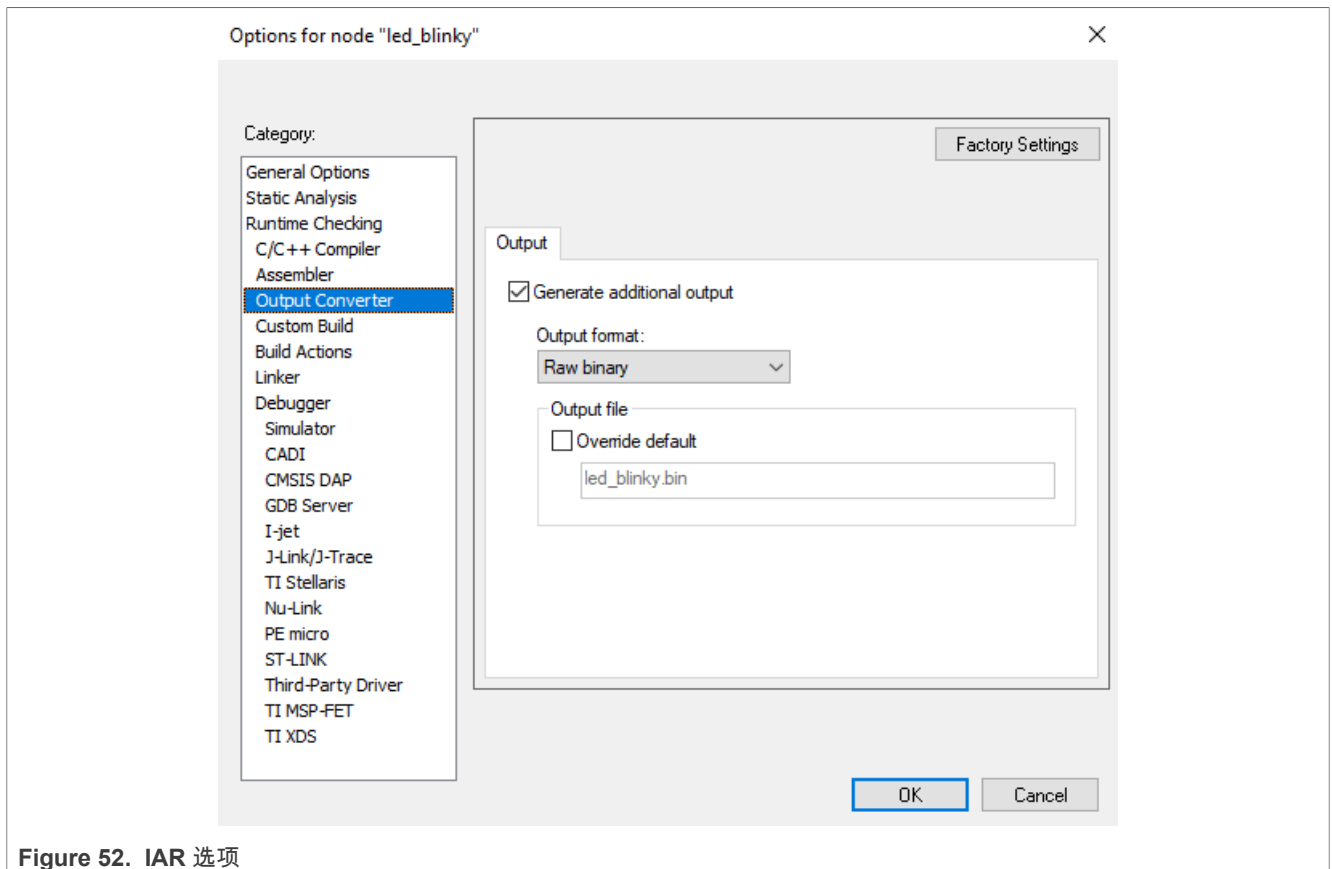 Options for node "led_blinky"
Category:
General Options
Static Analysis
Runtime Checking
C/C++ Compiler
Assembler
Output Converter
Custom Build
Build Actions
Linker
Debugger
Simulator
CADI
CMSIS DAP
GDB Server
I-jet
J-Link/J-Trace
TI Stellaris
Nu-Link
PE micro
ST-LINK
Third-Party Driver
TI MSP-FET
TI XDS
Factory Settings
Output
Generate additional output
Output format:
Raw binary
Output file
Override default
led_blinky.bin
OK
Cancel
Figure 52. IAR 选项